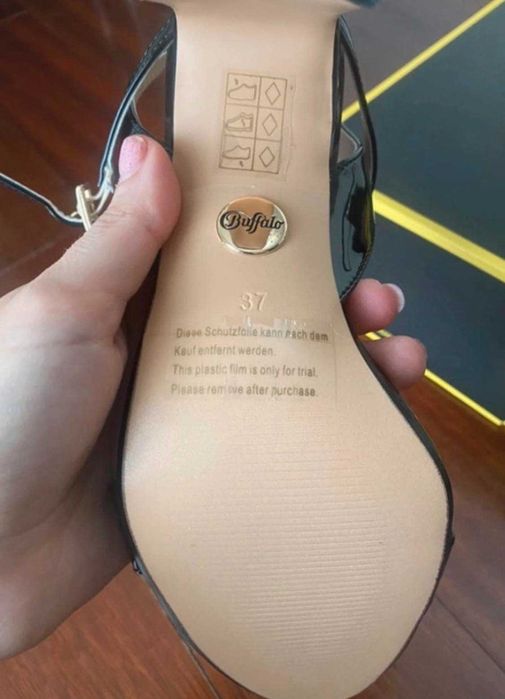 Buffalo
37
Diese Schutzfolie kann nach dem
Kauf entfernt werden.
This plastic film is only for trial.
Please remove after purchase.